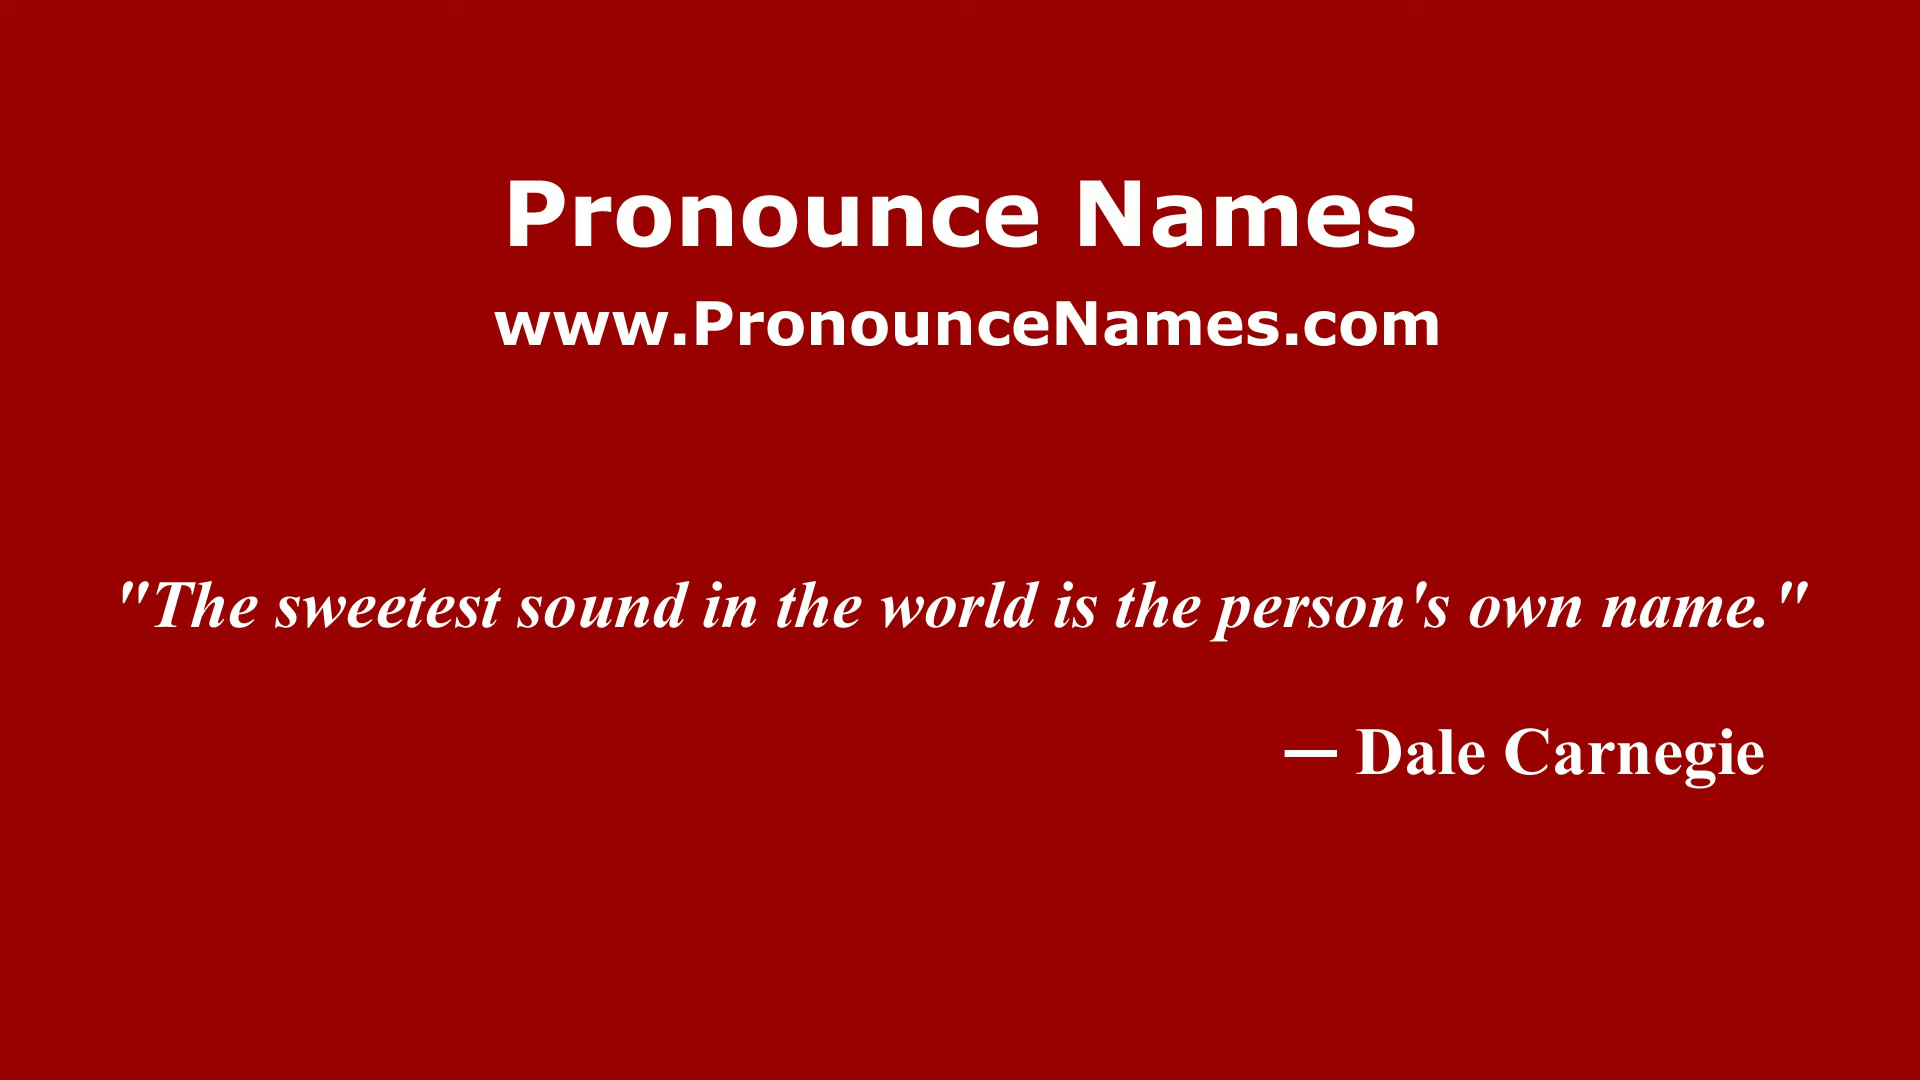 Pronounce Names
www.PronounceNames.com
"The sweetest sound in the world is the person's own name."
— Dale Carnegie